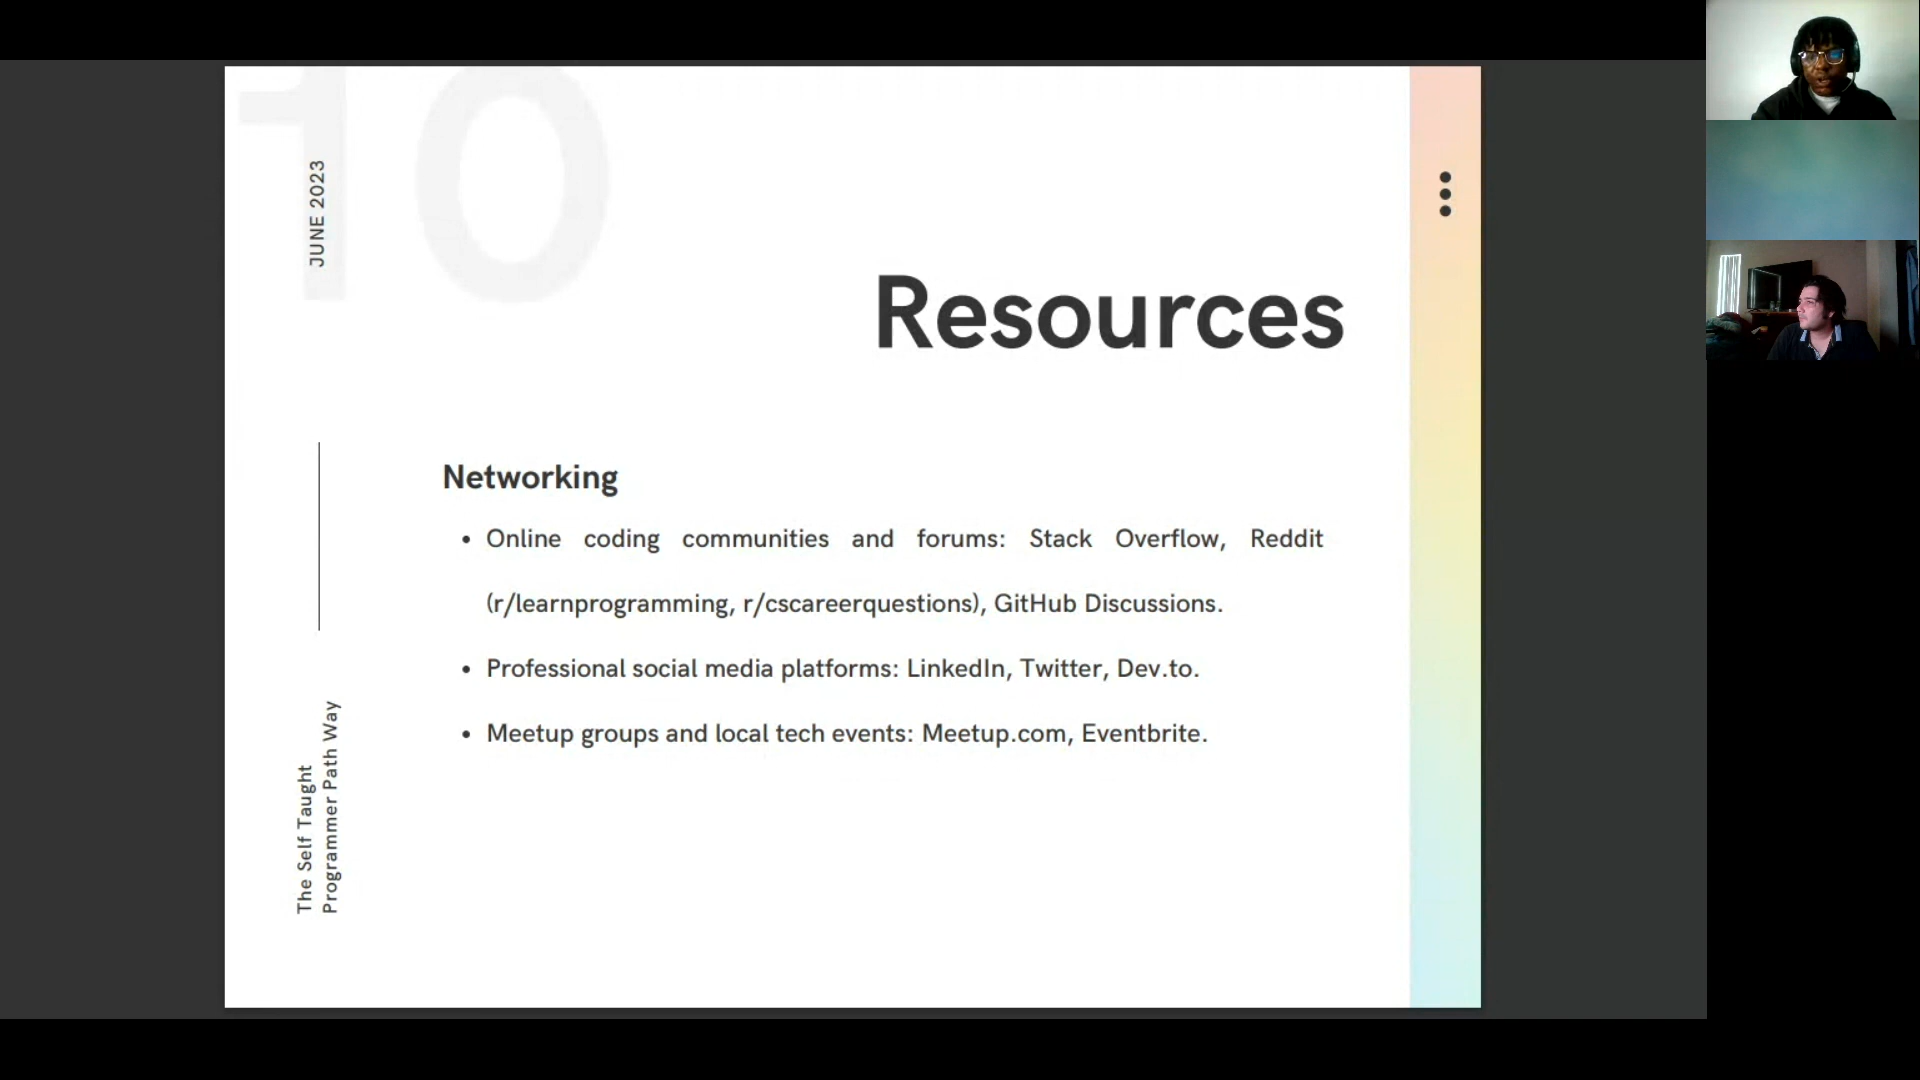 10
JUNE 2023
Resources
Networking
• Online coding communities and forums: Stack Overflow, Reddit
(r/learnprogramming, r/cscareerquestions), GitHub Discussions.
• Professional social media platforms: LinkedIn, Twitter, Dev.to.
• Meetup groups and local tech events: Meetup.com, Eventbrite.
The Self Taught
Programmer Path Way